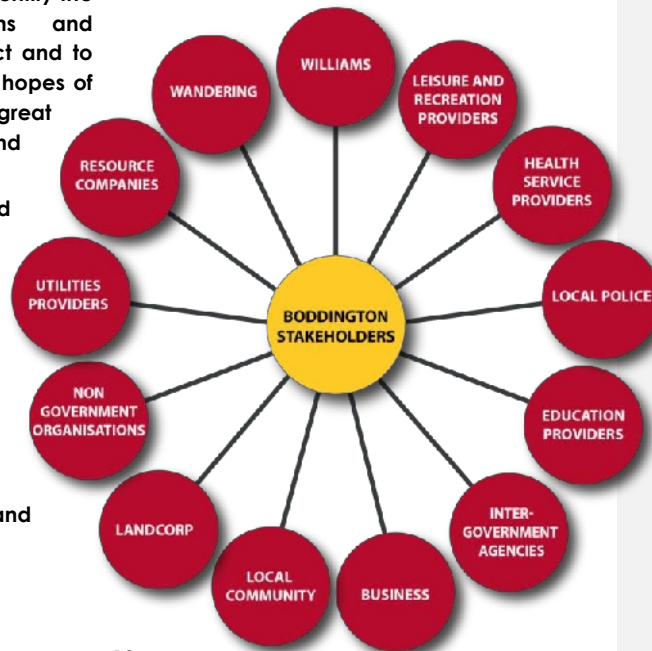 ns and
ct and to
hopes of
great
nd
d
and
WILLIAMS
LEISURE AND
RECREATION
PROVIDERS
HEALTH
SERVICE
PROVIDERS
LOCAL POLICE
EDUCATION
PROVIDERS
INTER-
GOVERNMENT
AGENCIES
BUSINESS
LOCAL
COMMUNITY
LANDCORP
NON
GOVERNMENT
ORGANISATIONS
UTILITIES
PROVIDERS
RESOURCE
COMPANIES
WANDERING
BODDINGTON
STAKEHOLDERS